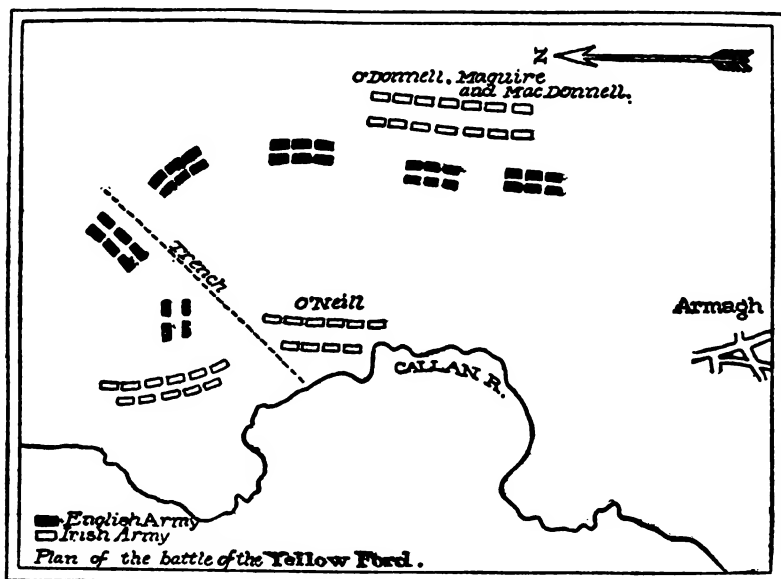 N
O'Donnell. Maguire
and MacDonnell.
Trench
O'Neill
Armagh
CALLAN R.
English Army
Irish Army
Plan of the battle of the Yellow Ford.